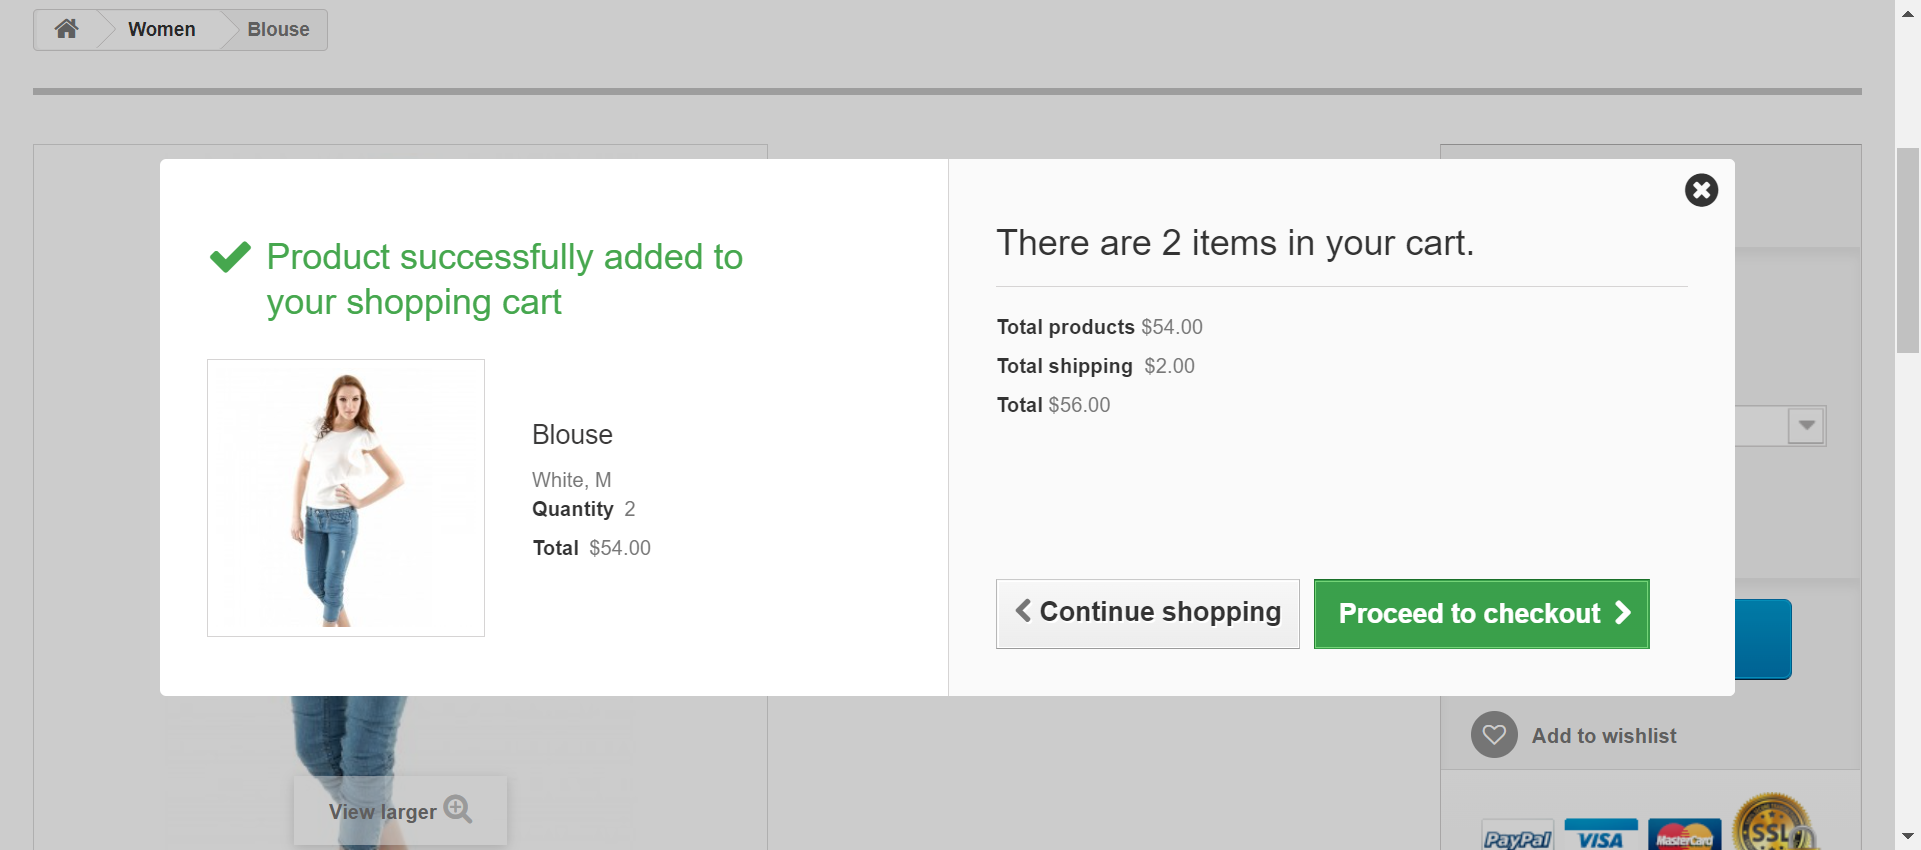 Women
Blouse
Product successfully added to
your shopping cart
Blouse
White, M
Quantity 2
Total $54.00
There are 2 items in your cart.
Total products $54.00
Total shipping $2.00
Total $56.00
Continue shopping
Proceed to checkout
View larger
Add to wishlist
PayPal
VISA
MasterCard
SSL